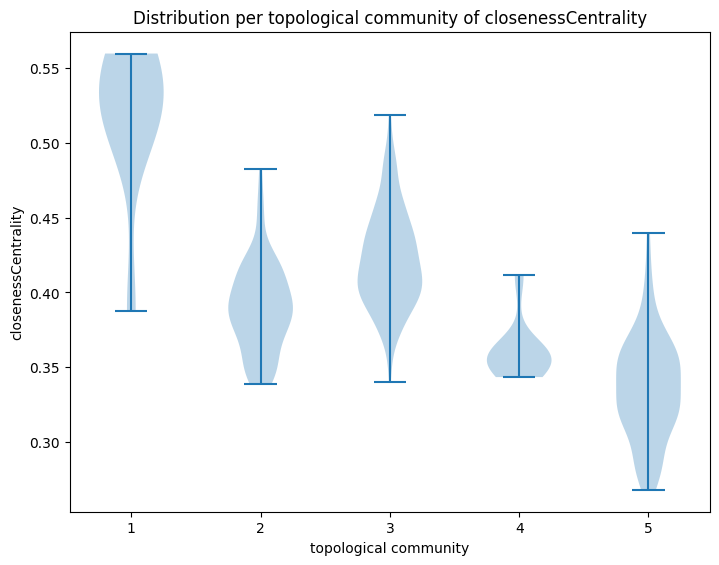 Distribution per topological community of closenessCentrality
0.55
0.50
0.45
0.40
0.35
0.30
closenessCentrality
1 2 3 4 5
topological community